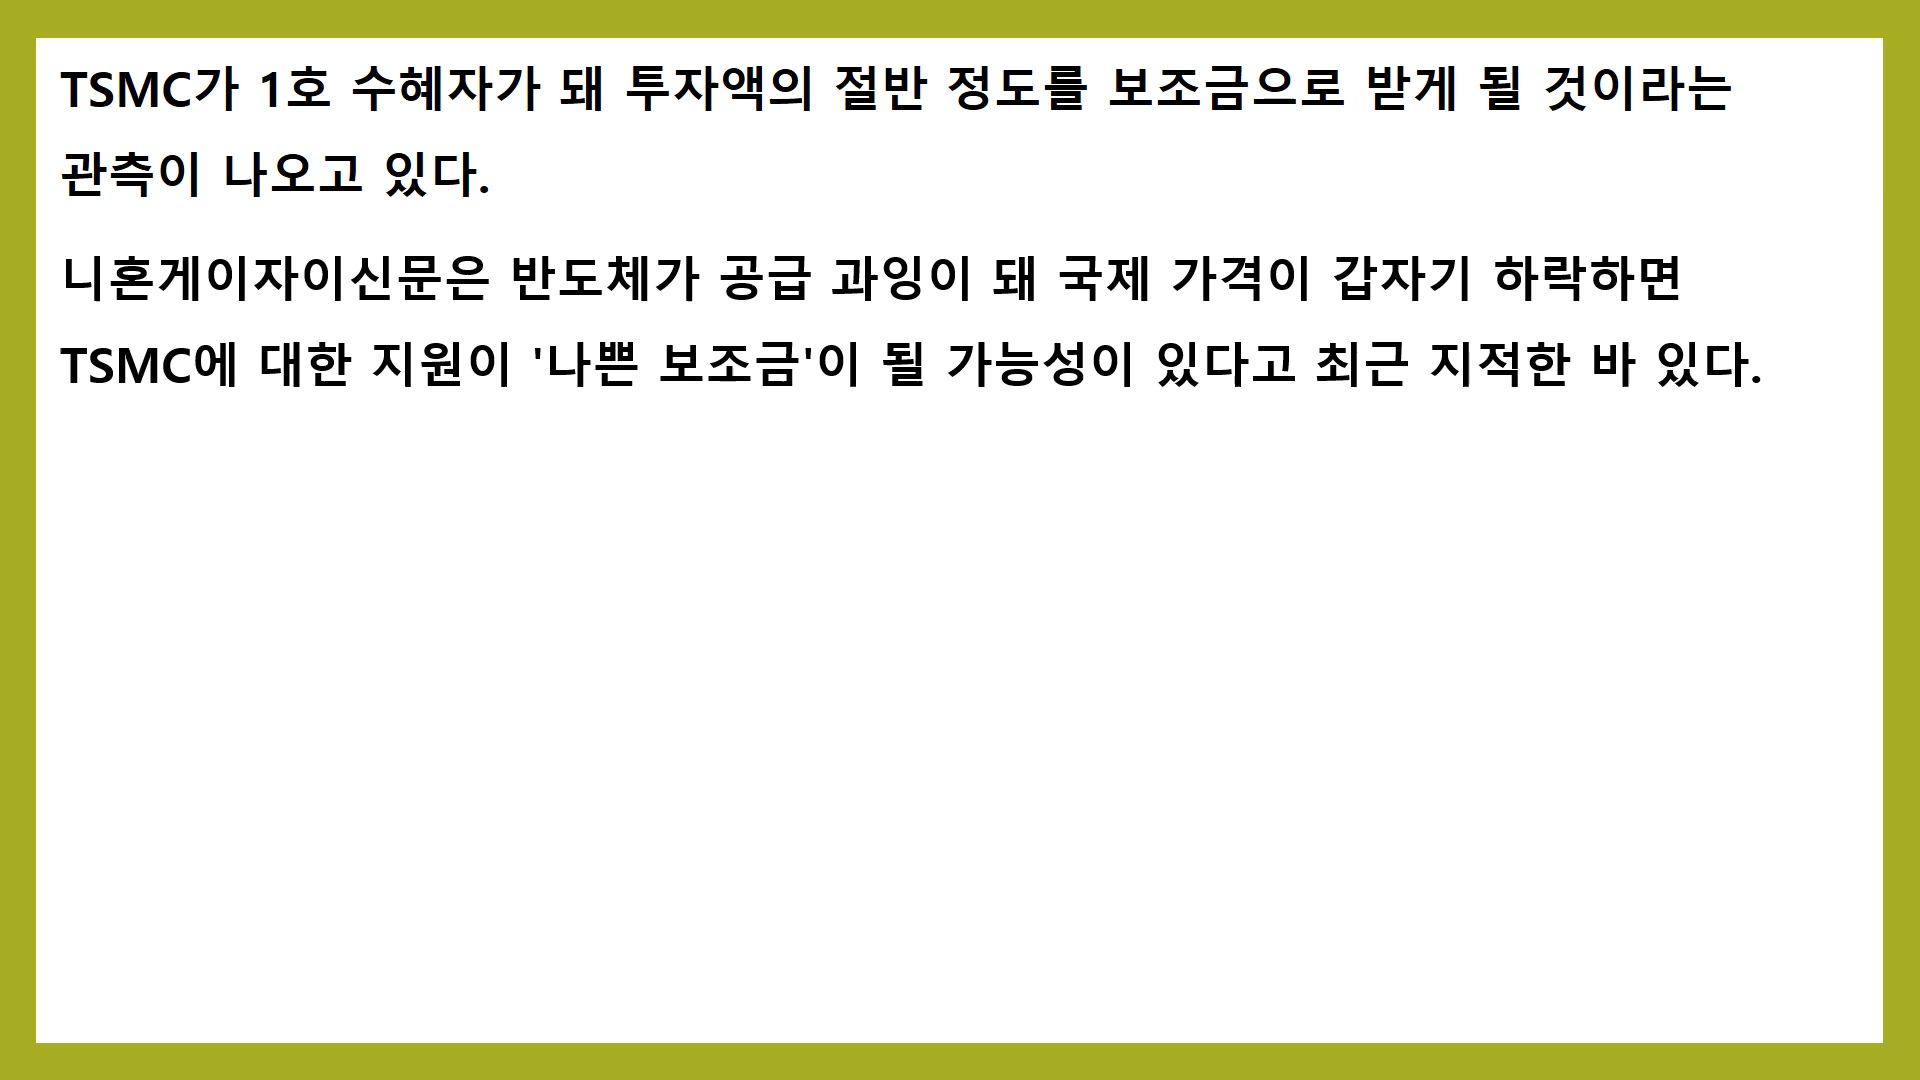 TSMC가 1호 수혜자가 돼 투자액의 절반 정도를 보조금으로 받게 될 것이라는
관측이 나오고 있다.
니혼게이자이신문은 반도체가 공급 과잉이 돼 국제 가격이 갑자기 하락하면
TSMC에 대한 지원이 '나쁜 보조금'이 될 가능성이 있다고 최근 지적한 바 있다.